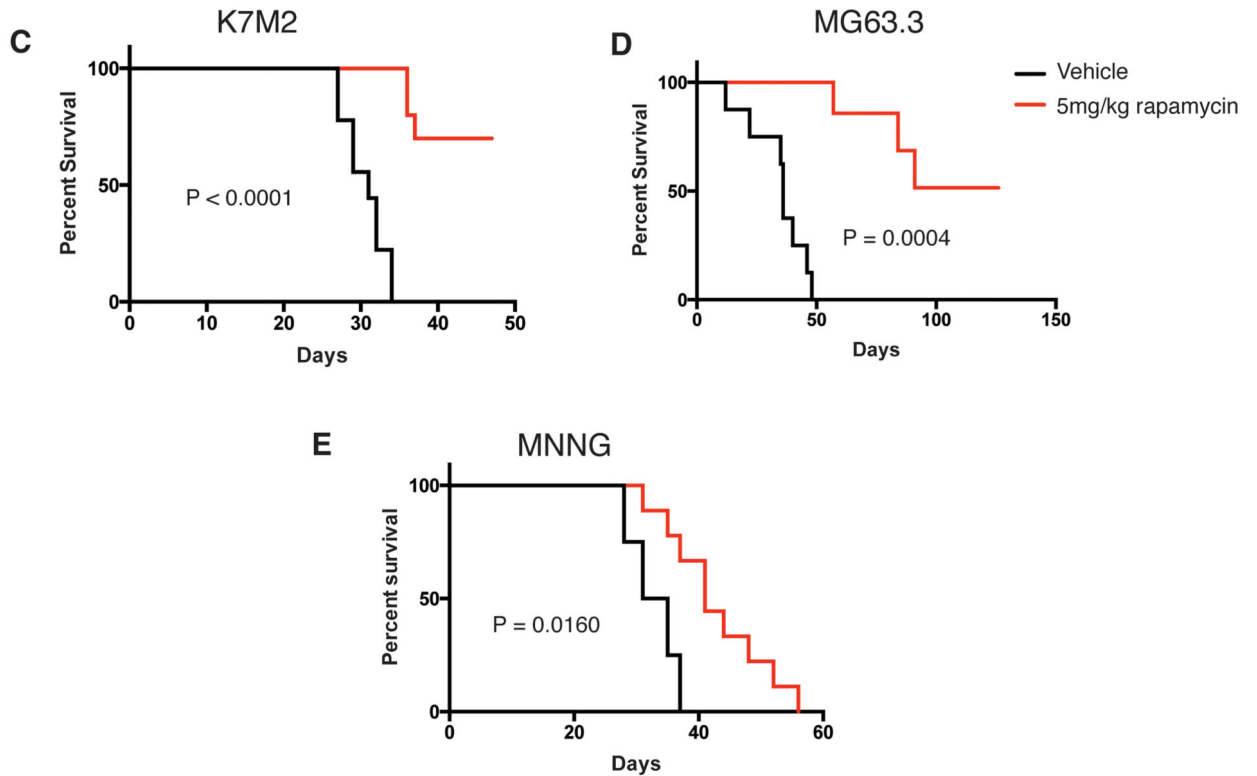 C
K7M2
100
50
0
Percent Survival
P < 0.0001
0 10 20 30 40 50
Days
D
MG63.3
100
50
0
Percent Survival
P = 0.0004
0 50 100 150
Days
Vehicle
5mg/kg rapamycin
E
MNNG
100
50
0
Percent survival
P = 0.0160
0 20 40 60
Days